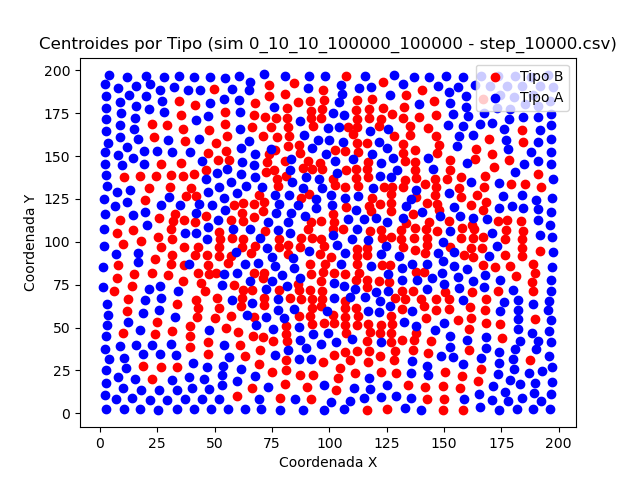 Centroides por Tipo (sim 0_10_10_100000_100000 - step_10000.csv)
200
175
150
125
100
75
50
25
0
Coordenada Y
Tipo B
Tipo A
0 25 50 75 100 125 150 175 200
Coordenada X